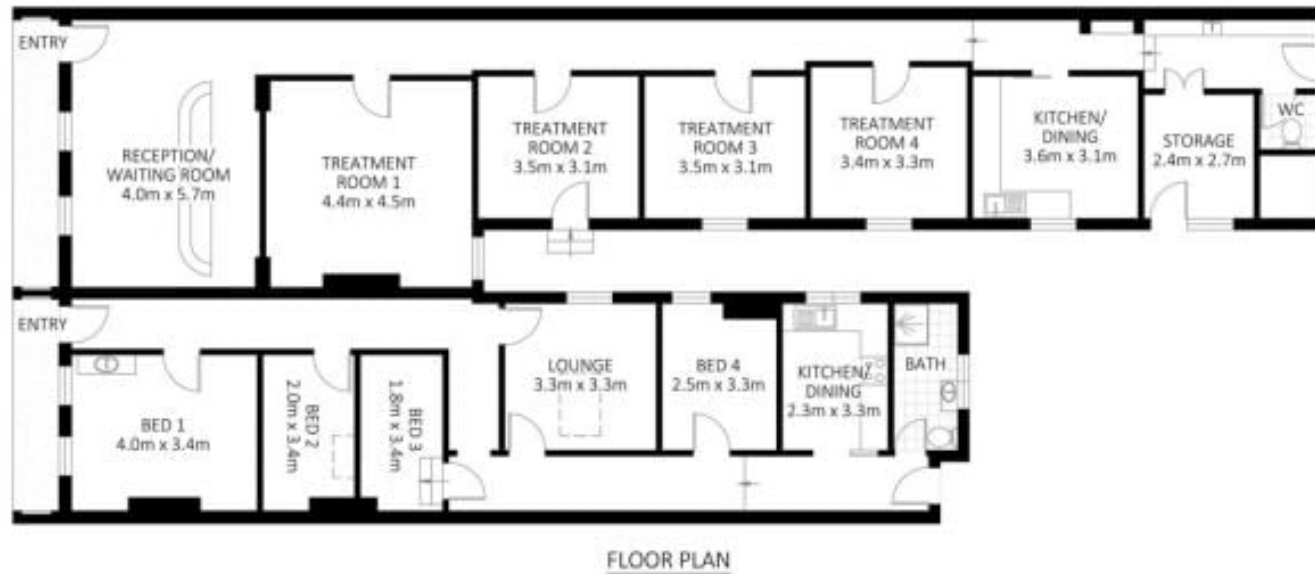 ENTRY
RECEPTION/
WAITING ROOM
4.0m x 5.7m
TREATMENT
ROOM 1
4.4m x 4.5m
TREATMENT
ROOM 2
3.5m x 3.1m
TREATMENT
ROOM 3
3.5m x 3.1m
TREATMENT
ROOM 4
3.4m x 3.3m
KITCHEN/
DINING
3.6m x 3.1m
STORAGE
2.4m x 2.7m
WC
ENTRY
BED 1
4.0m x 3.4m
BED 2
2.0m x 3.4m
BED 3
1.8m x 3.4m
LOUNGE
3.3m x 3.3m
BED 4
2.5m x 3.3m
KITCHEN/
DINING
2.3m x 3.3m
BATH
FLOOR PLAN